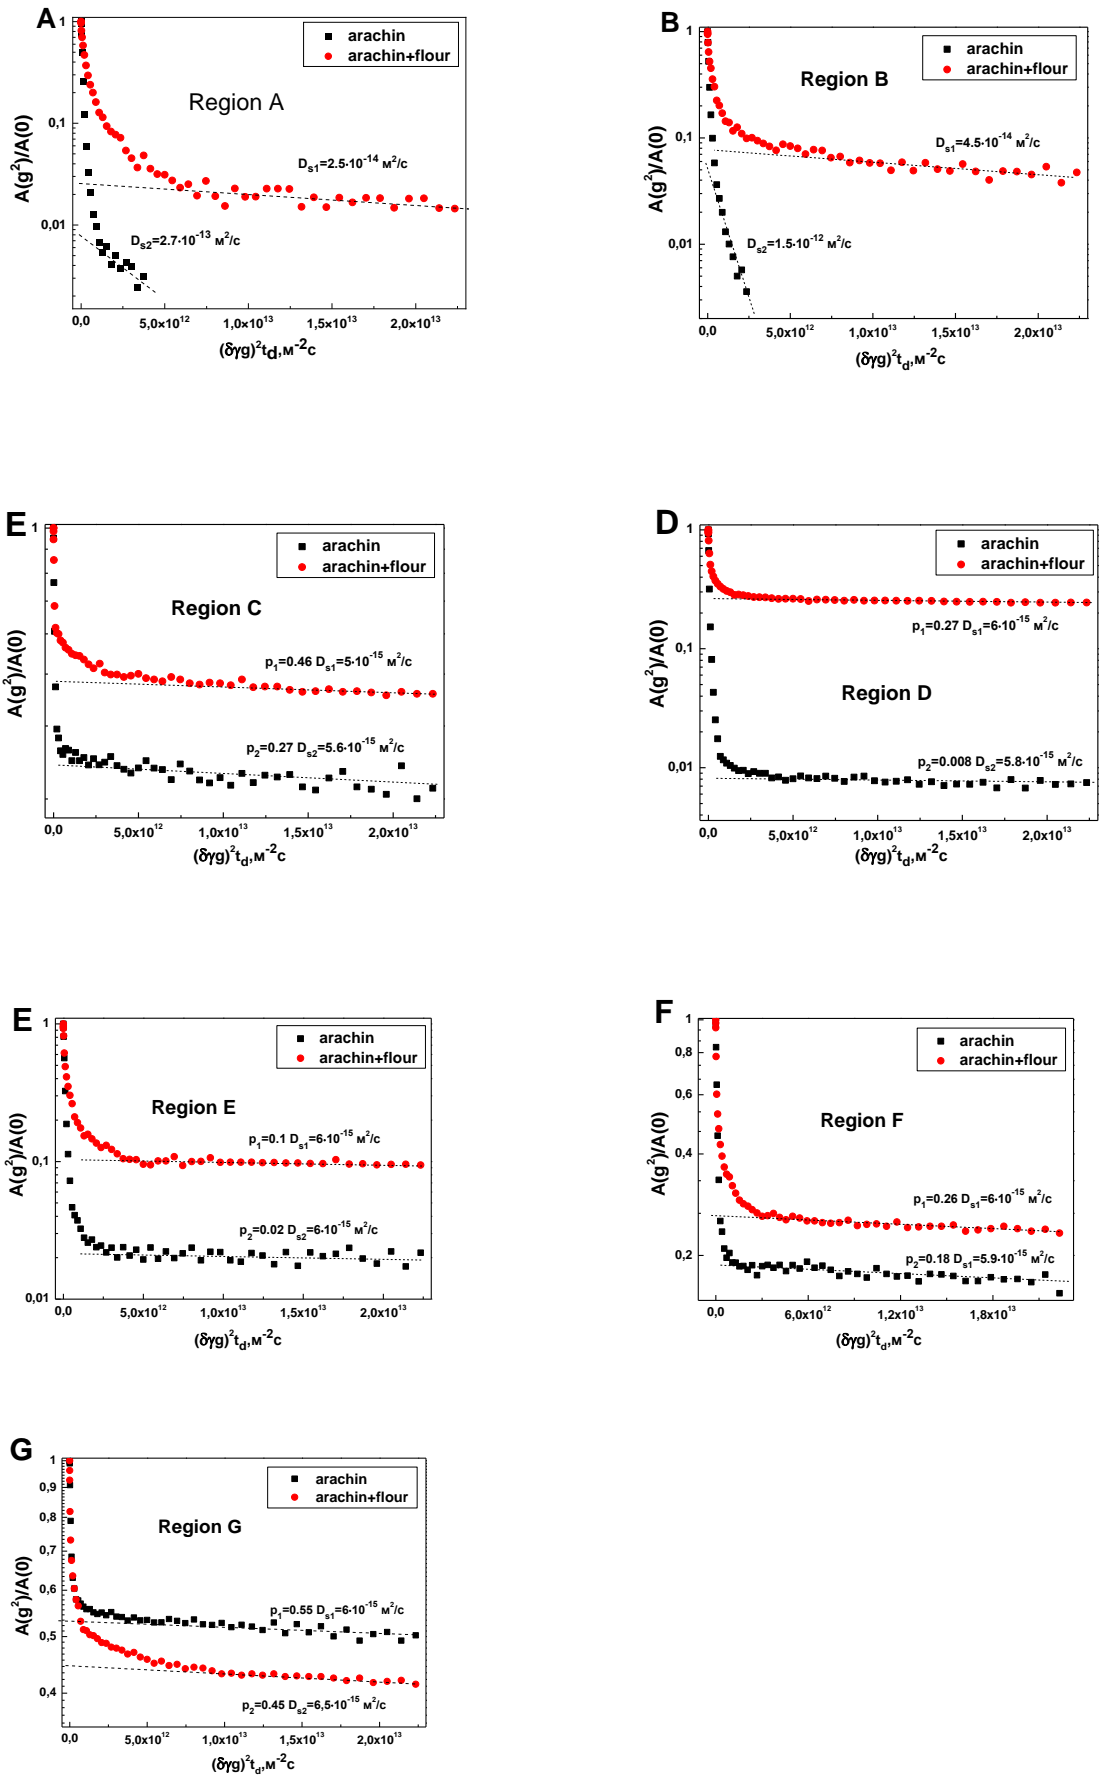 A
1
0,1
0,01
A(g²)/A(0)
arachin
arachin+flour
Region A
Dₛ₁=2.5·10⁻¹⁴ м²/c
Dₛ₂=2.7·10⁻¹³ м²/c
0,0 5,0x10¹² 1,0x10¹³ 1,5x10¹³ 2,0x10¹³
(δγg)²td,м⁻²c
B
1
0,1
0,01
A(g²)/A(0)
arachin
arachin+flour
Region B
Dₛ₁=4.5·10⁻¹⁴ м²/c
Dₛ₂=1.5·10⁻¹² м²/c
0,0 5,0x10¹² 1,0x10¹³ 1,5x10¹³ 2,0x10¹³
(δγg)²t_d,м⁻²c
E
1
A(g²)/A(0)
arachin
arachin+flour
Region C
p₁=0.46 Dₛ₁=5·10⁻¹⁵ м²/c
p₂=0.27 Dₛ₂=5.6·10⁻¹⁵ м²/c
0,0 5,0x10¹² 1,0x10¹³ 1,5x10¹³ 2,0x10¹³
(δγg)²t_d,м⁻²c
D
1
0,1
0,01
A(g²)/A(0)
arachin
arachin+flour
p₁=0.27 Dₛ₁=6·10⁻¹⁵ м²/c
Region D
p₂=0.008 Dₛ₂=5.8·10⁻¹⁵ м²/c
0,0 5,0x10¹² 1,0x10¹³ 1,5x10¹³ 2,0x10¹³
(δγg)²t_d,м⁻²c
E
1
0,1
0,01
A(g²)/A(0)
arachin
arachin+flour
Region E
p₁=0.1 Dₛ₁=6·10⁻¹⁵ м²/c
p₂=0.02 Dₛ₂=6·10⁻¹⁵ м²/c
0,0 5,0x10¹² 1,0x10¹³ 1,5x10¹³ 2,0x10¹³
(δγg)²t_d,м⁻²c
F
1
0,8
0,6
0,4
0,2
A(g²)/A(0)
arachin
arachin+flour
Region F
p₁=0.26 Dₛ₁=6·10⁻¹⁵ м²/c
p₂=0.18 Dₛ₁=5.9·10⁻¹⁵ м²/c
0,0 6,0x10¹² 1,2x10¹³ 1,8x10¹³
(δγg)²t_d,м⁻²c
G
1
0,9
0,8
0,7
0,6
0,5
0,4
A(g²)/A(0)
arachin
arachin+flour
Region G
p₁=0.55 Dₛ₁=6·10⁻¹⁵ м²/c
p₂=0.45 Dₛ₂=6,5·10⁻¹⁵ м²/c
0,0 5,0x10¹² 1,0x10¹³ 1,5x10¹³ 2,0x10¹³
(δγg)²t_d,м⁻²c